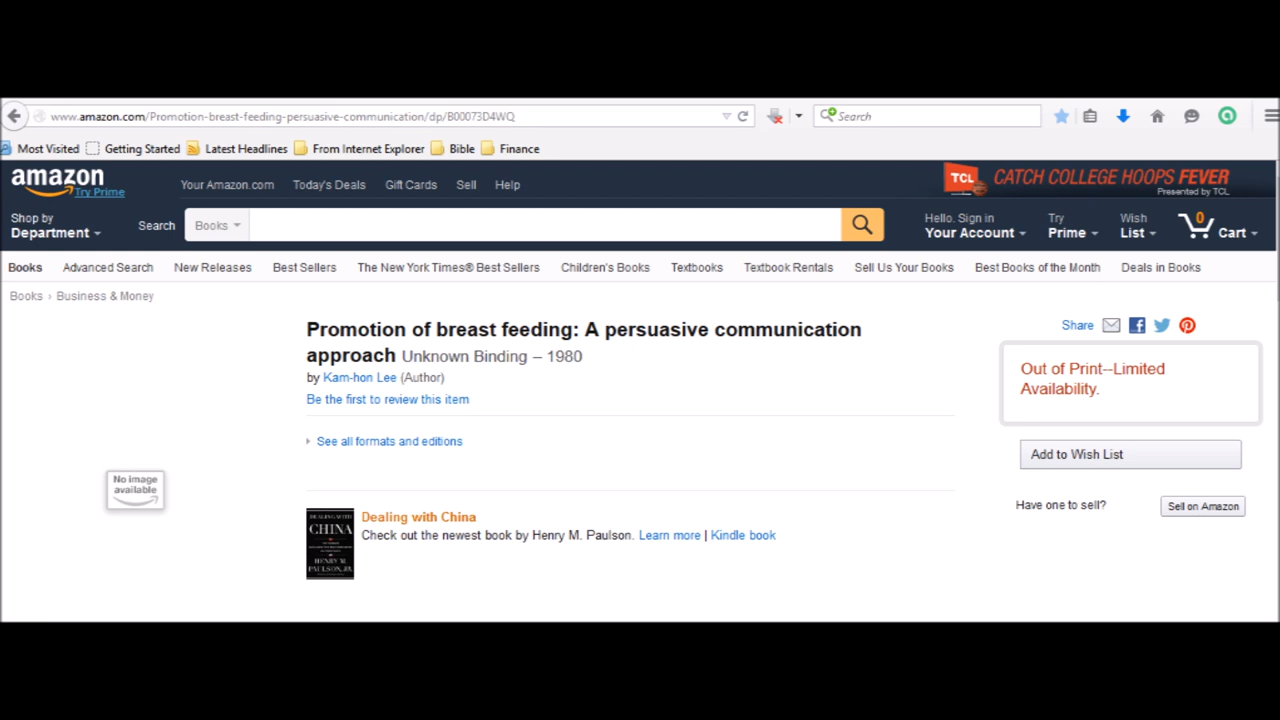 www.amazon.com/Promotion-breast-feeding-persuasive-communication/dp/B00073D4WQ
Search
Most Visited Getting Started Latest Headlines From Internet Explorer Bible Finance
amazon
Try Prime
Your Amazon.com Today's Deals Gift Cards Sell Help
TCL CATCH COLLEGE HOOPS FEVER
Presented by TCL
Shop by
Department
Search Books
Hello. Sign in
Your Account
Try
Prime
Wish
List
0
Cart
Books Advanced Search New Releases Best Sellers The New York Times® Best Sellers Children's Books Textbooks Textbook Rentals Sell Us Your Books Best Books of the Month Deals in Books
Books › Business & Money
Promotion of breast feeding: A persuasive communication
approach Unknown Binding – 1980
by Kam-hon Lee (Author)
Be the first to review this item
See all formats and editions
No image
available
Share
Out of Print--Limited
Availability.
Add to Wish List
Have one to sell? Sell on Amazon
DEALING WITH
CHINA
HENRY M.
PAULSON, JR.
Dealing with China
Check out the newest book by Henry M. Paulson. Learn more | Kindle book